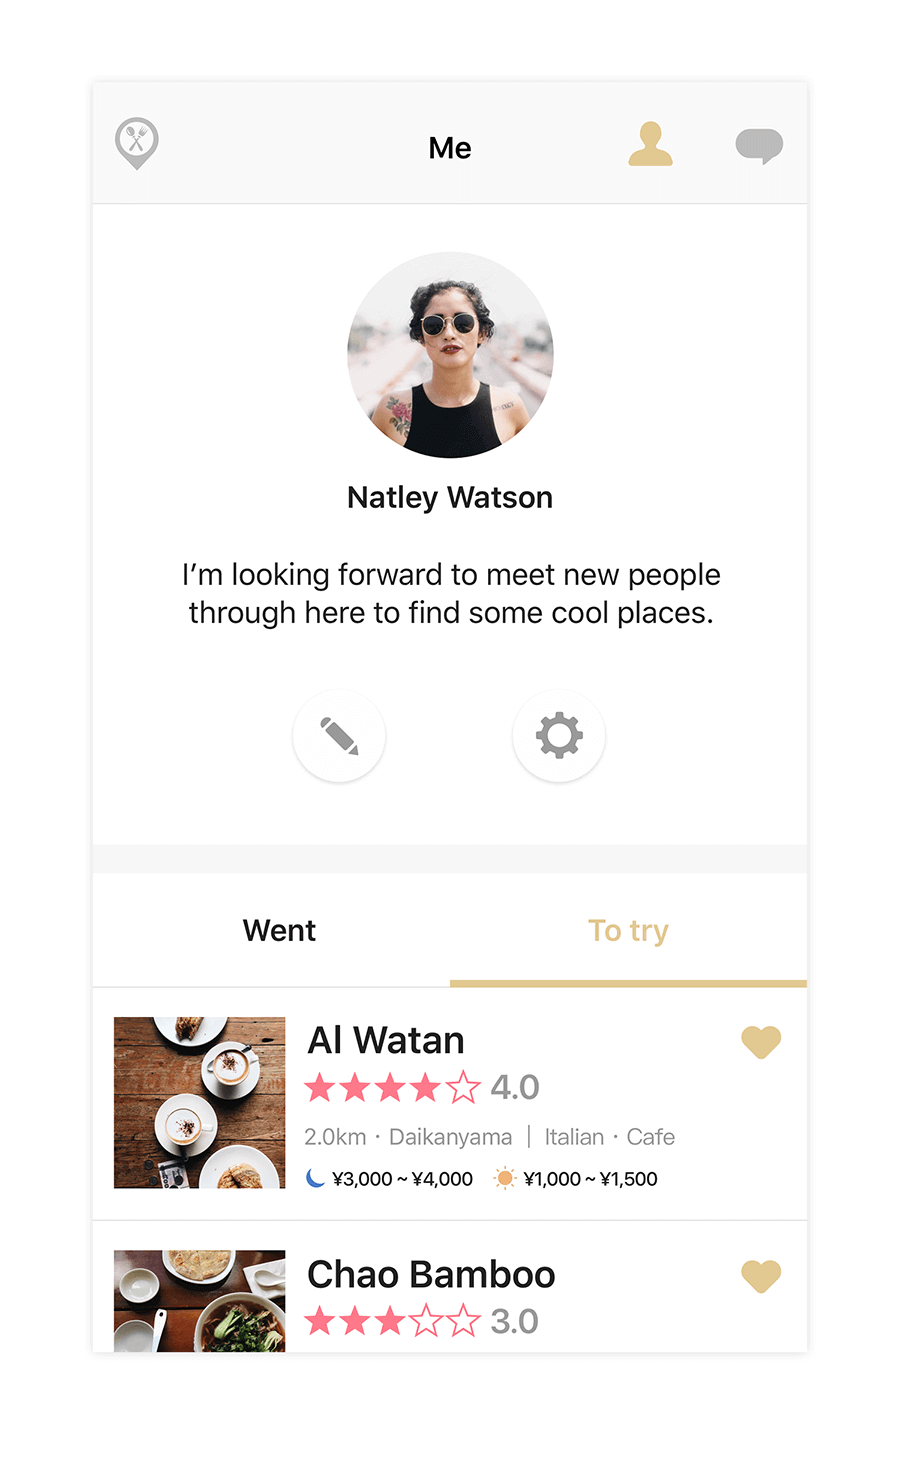 Me
Natley Watson
I’m looking forward to meet new people
through here to find some cool places.
Went
To try
Al Watan
4.0
2.0km · Daikanyama | Italian · Cafe
¥3,000 ~ ¥4,000 ¥1,000 ~ ¥1,500
Chao Bamboo
3.0